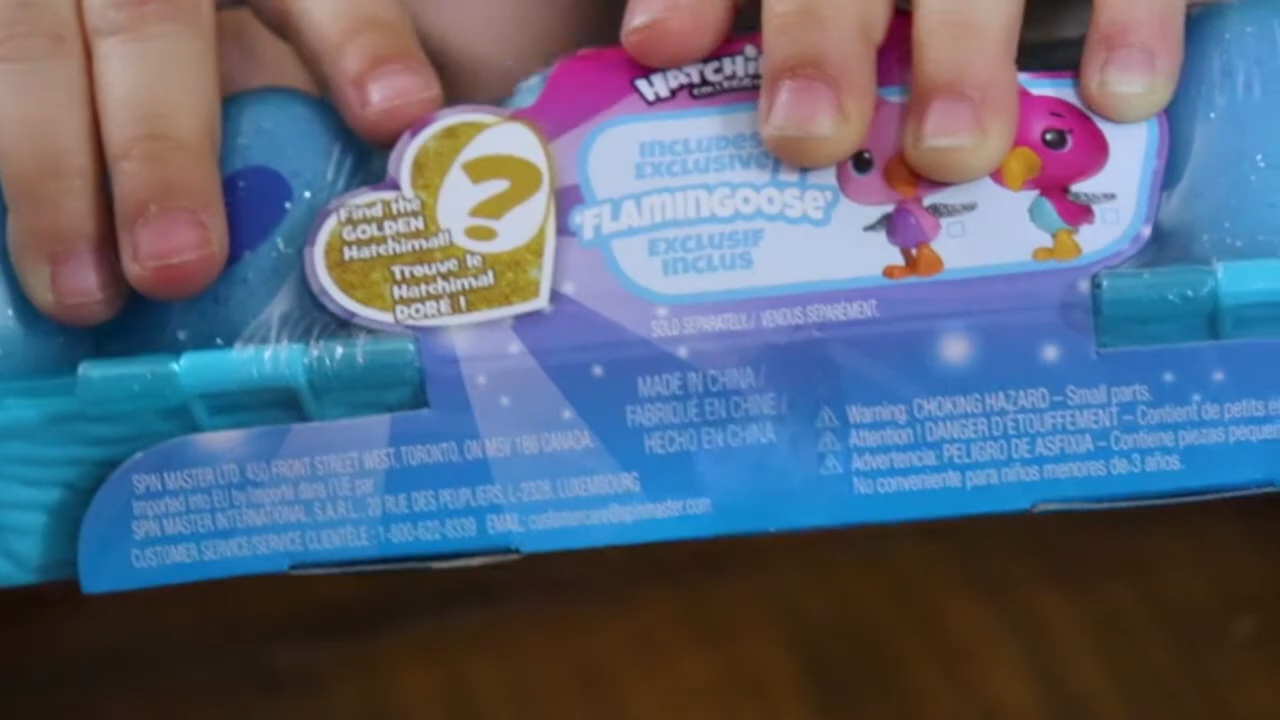 HATCHI
INCLUDES
EXCLUSIVE
'FLAMINGOOSE'
EXCLUSIF
INCLUS
?
Find the
GOLDEN
Hatchimal!
Trouve le
Hatchimal
DORÉ !
SOLD SEPARATELY. / VENDUS SÉPARÉMENT.
MADE IN CHINA /
FABRIQUÉ EN CHINE /
HECHO EN CHINA
Warning: CHOKING HAZARD – Small parts.
Attention ! DANGER D'ÉTOUFFEMENT – Contient de petits
Advertencia: PELIGRO DE ASFIXIA – Contiene piezas peque
No conveniente para niños menores de 3 años.
SPIN MASTER LTD. 450 FRONT STREET WEST, TORONTO, ON M5V 1B6 CANADA.
Imported into EU by/Importé dans l'UE par
SPIN MASTER INTERNATIONAL, S.A.R.L., 20 RUE DES PEUPLIERS, L-2328, LUXEMBOURG
CUSTOMER SERVICE/SERVICE CLIENTÈLE : 1-800-622-8339 EMAIL: customercare@spinmaster.com